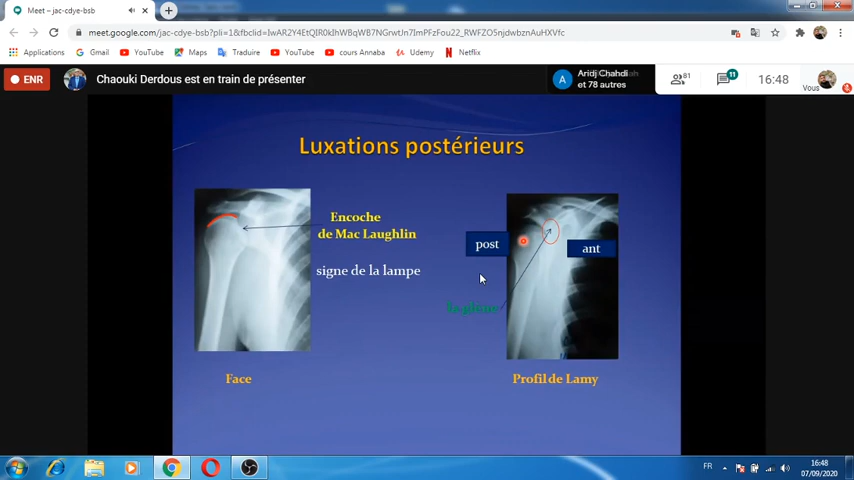 Meet – jac-cdye-bsb
meet.google.com/jac-cdye-bsb?pli=1&fbclid=IwAR2Y4EtQIR0kIhWBqWB7NGrwtUn7ImPFzFou22_RWFZO5njdwbznAuHXVfc
Applications
Gmail
YouTube
Maps
Traduire
YouTube
cours Annaba
Udemy
Netflix
ENR
Chaouki Derdous est en train de présenter
A
Aridj Chahdi
et 78 autres
81
11
16:48
Vous
Luxations postérieurs
Encoche
de Mac Laughlin
signe de la lampe
post
ant
la glène
Face
Profil de Lamy
FR
16:48
07/09/2020